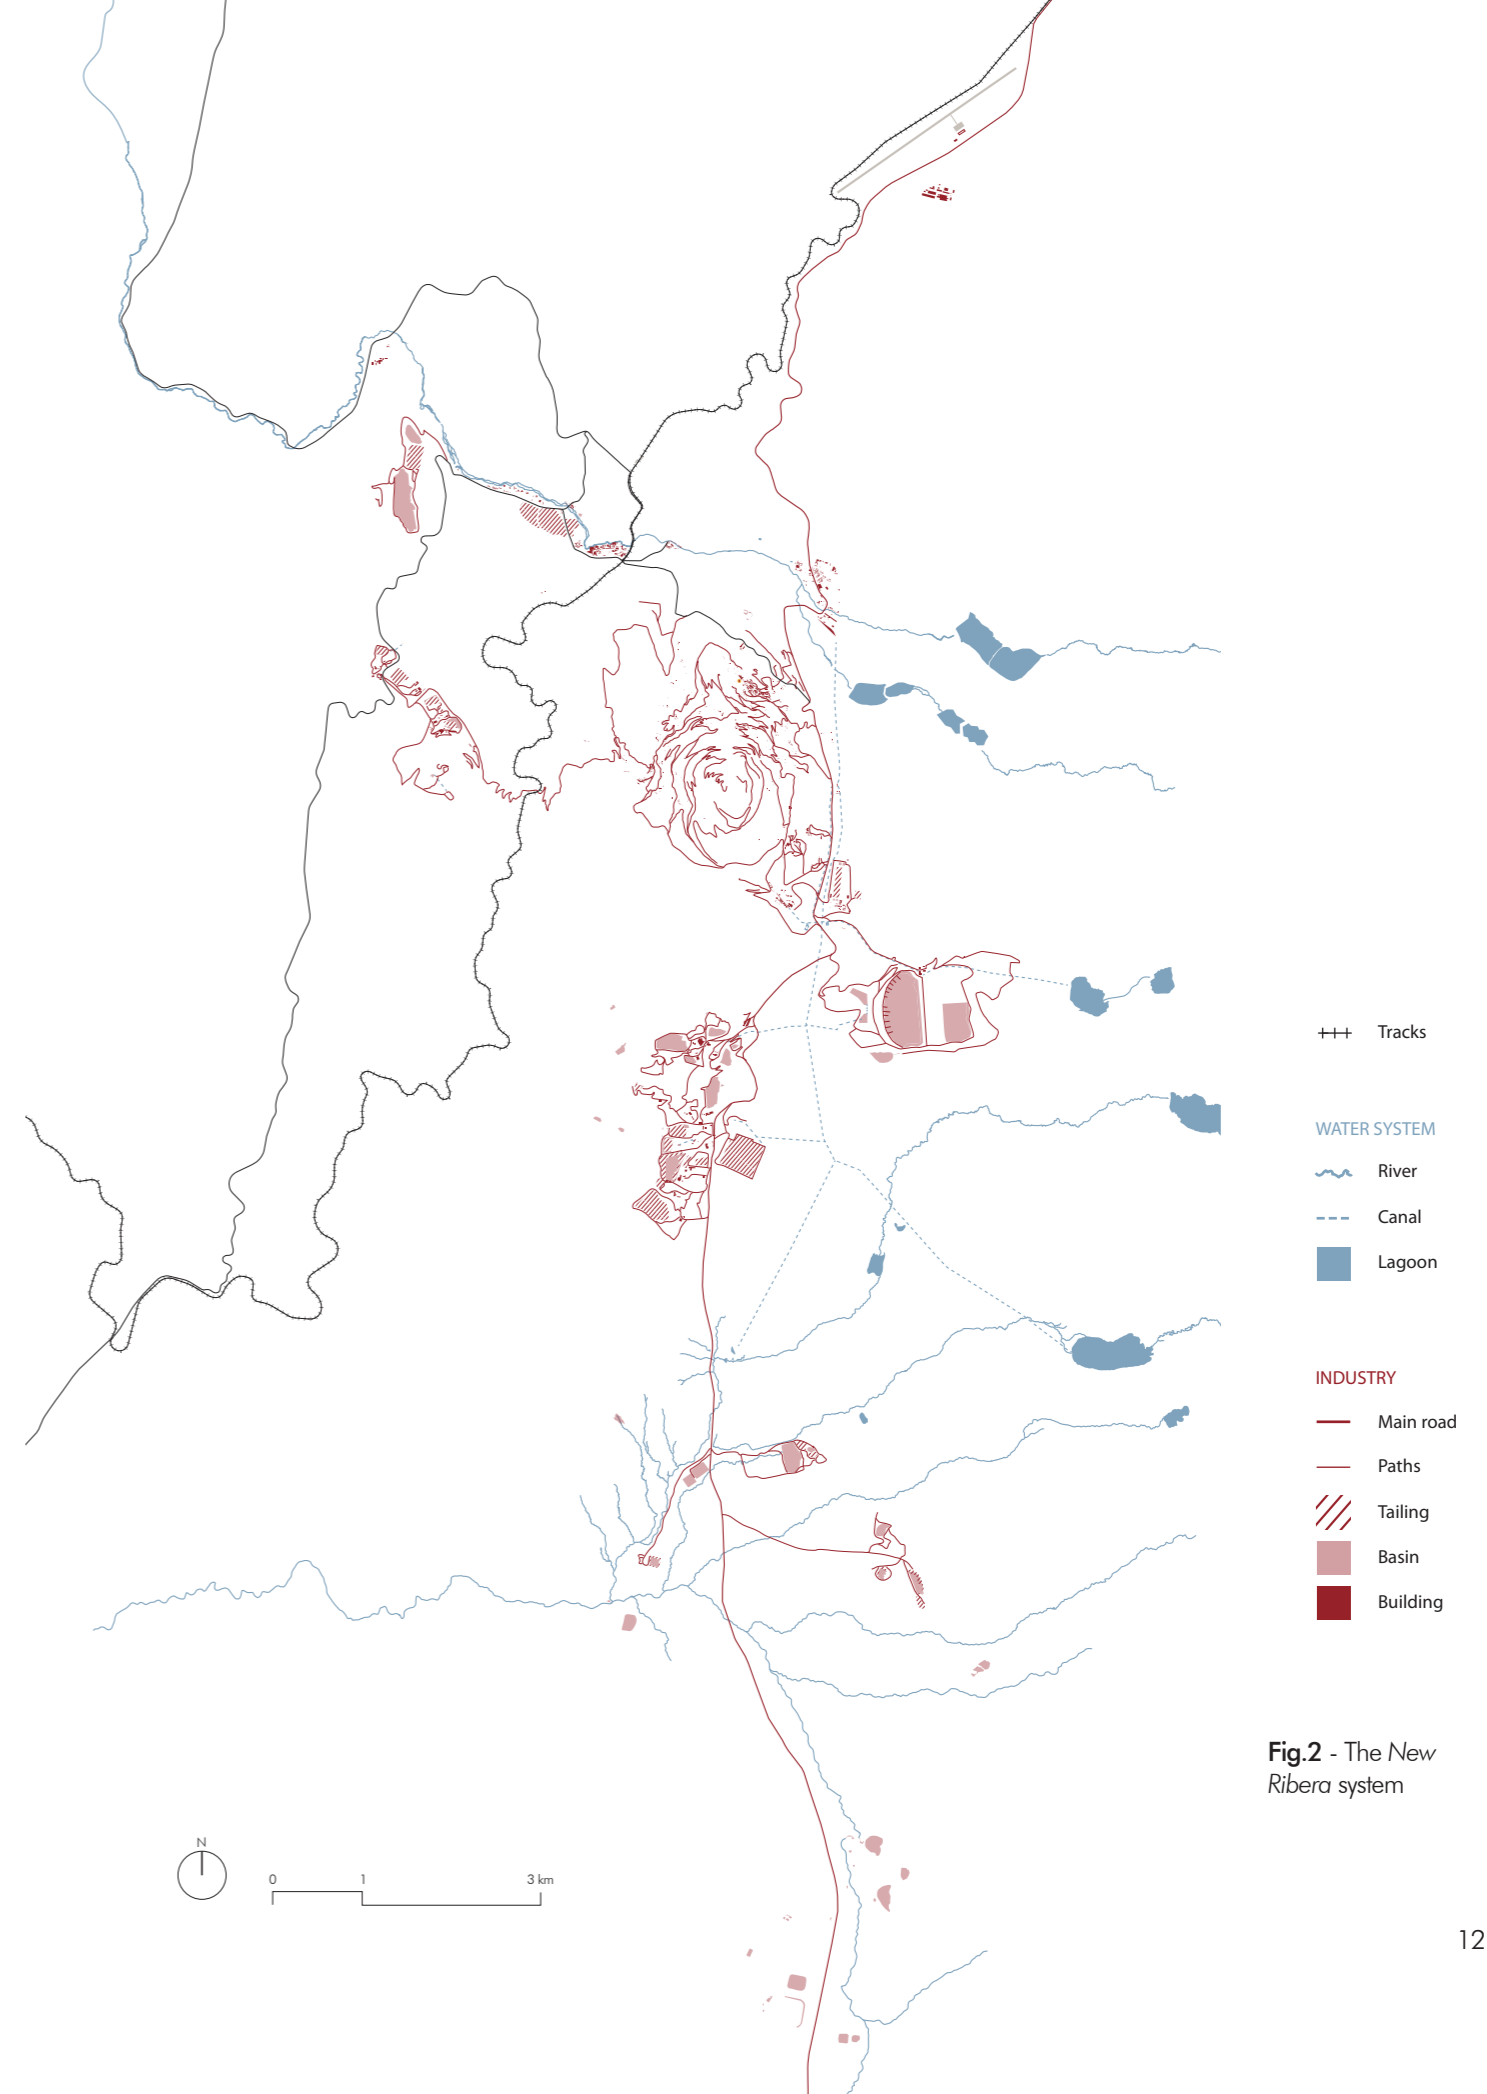 Tracks
WATER SYSTEM
River
Canal
Lagoon
INDUSTRY
Main road
Paths
Tailing
Basin
Building
Fig.2 - The New
Ribera system
N
0 1 3 km
12